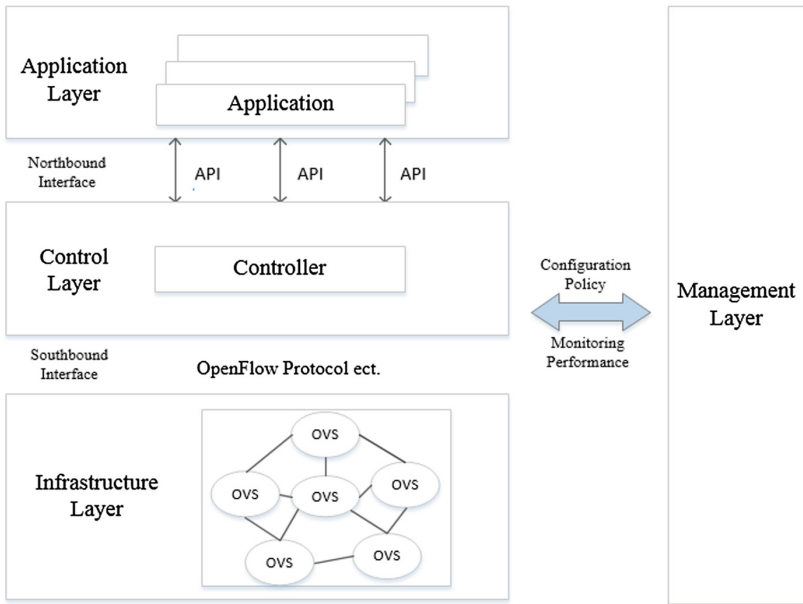 Application
Layer
Application
Northbound
Interface
API
API
API
Control
Layer
Controller
Configuration
Policy
Monitoring
Performance
Management
Layer
Southbound
Interface
OpenFlow Protocol ect.
Infrastructure
Layer
OVS
OVS
OVS
OVS
OVS
OVS